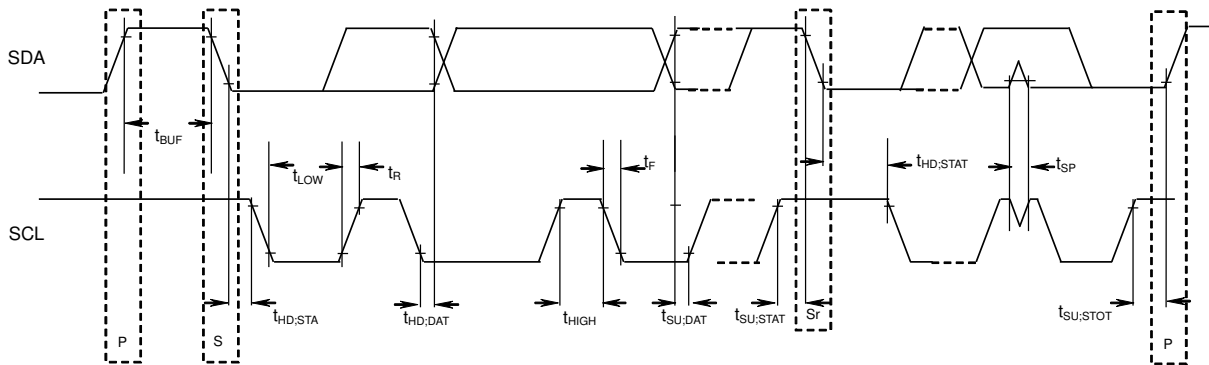 SDA
tBUF
tLOW
tR
tF
tHD;STAT
tSP
SCL
tHD;STA
tHD;DAT
tHIGH
tSU;DAT
tSU;STAT
Sr
tSU;STOT
P
S
P